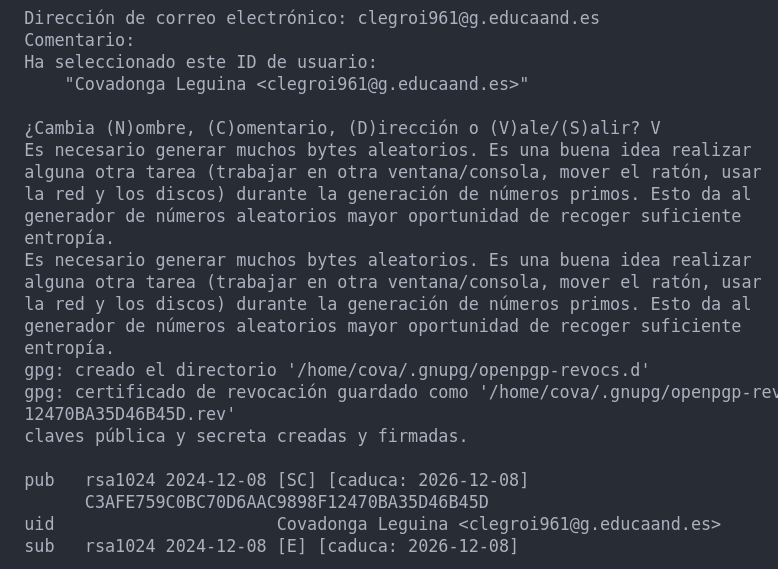 Dirección de correo electrónico: clegroi961@g.educaand.es
Comentario:
Ha seleccionado este ID de usuario:
"Covadonga Leguina <clegroi961@g.educaand.es>"
¿Cambia (N)ombre, (C)omentario, (D)irección o (V)ale/(S)alir? V
Es necesario generar muchos bytes aleatorios. Es una buena idea realizar
alguna otra tarea (trabajar en otra ventana/consola, mover el ratón, usar
la red y los discos) durante la generación de números primos. Esto da al
generador de números aleatorios mayor oportunidad de recoger suficiente
entropía.
Es necesario generar muchos bytes aleatorios. Es una buena idea realizar
alguna otra tarea (trabajar en otra ventana/consola, mover el ratón, usar
la red y los discos) durante la generación de números primos. Esto da al
generador de números aleatorios mayor oportunidad de recoger suficiente
entropía.
gpg: creado el directorio '/home/cova/.gnupg/openpgp-revocs.d'
gpg: certificado de revocación guardado como '/home/cova/.gnupg/openpgp-rev
12470BA35D46B45D.rev'
claves pública y secreta creadas y firmadas.
pub   rsa1024 2024-12-08 [SC] [caduca: 2026-12-08]
C3AFE759C0BC70D6AAC9898F12470BA35D46B45D
uid                      Covadonga Leguina <clegroi961@g.educaand.es>
sub   rsa1024 2024-12-08 [E] [caduca: 2026-12-08]